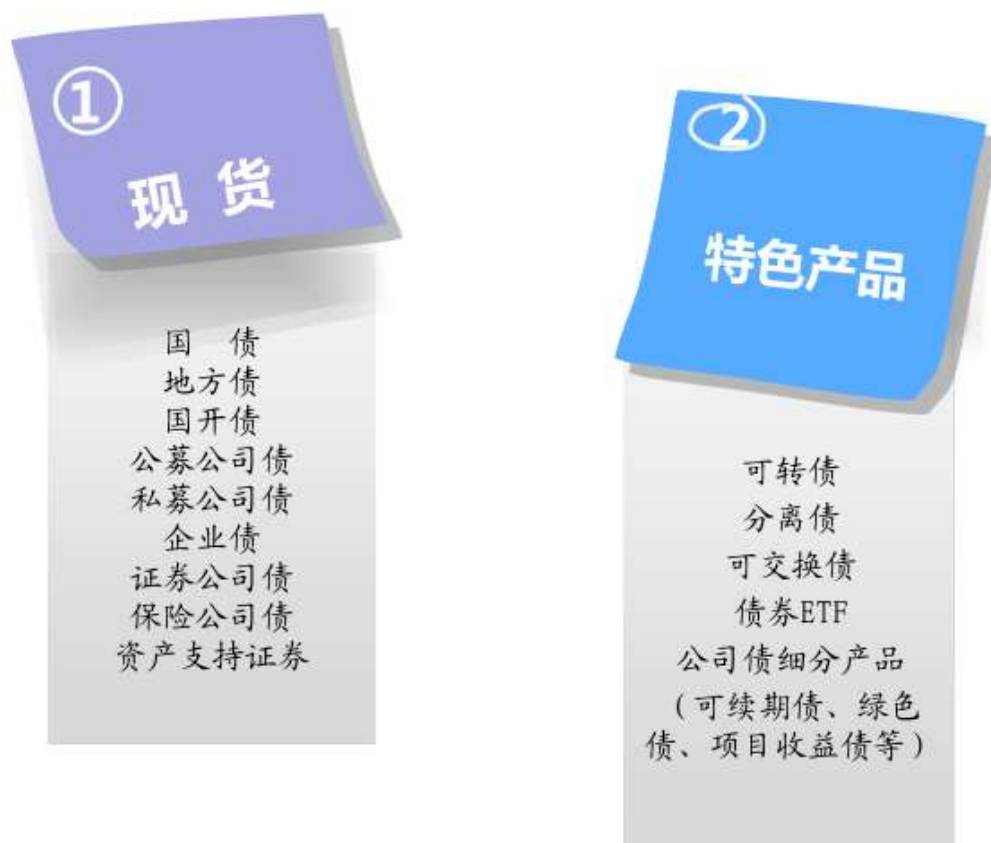 ①
现 货
国 债
地方债
国开债
公募公司债
私募公司债
企业债
证券公司债
保险公司债
资产支持证券
②
特色产品
可转债
分离债
可交换债
债券ETF
公司债细分产品
（可续期债、绿色
债、项目收益债等）